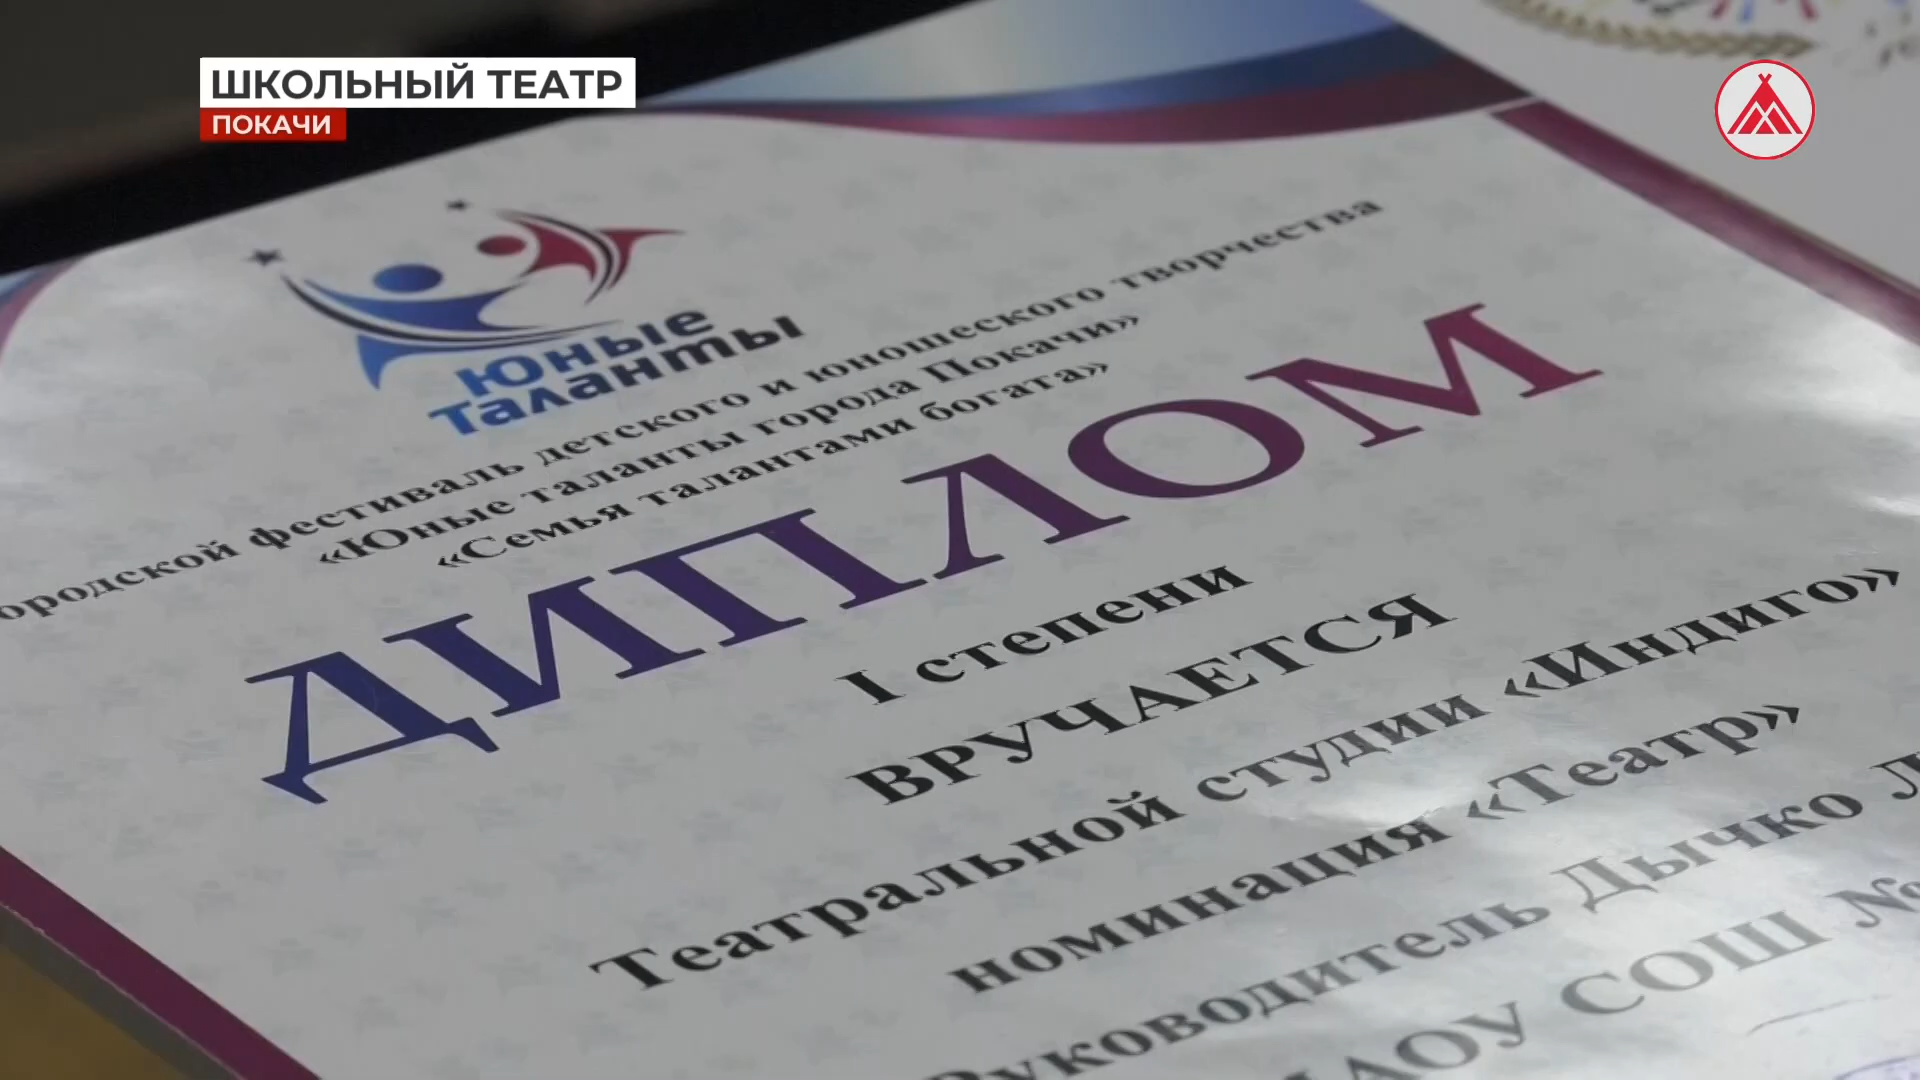 ШКОЛЬНЫЙ ТЕАТР
ПОКАЧИ
Юные
таланты
ородской фестиваль детского и юношеского творчества
«Юные таланты города Покачи»
«Семья талантами богата»
ДИПЛОМ
I степени
ВРУЧАЕТСЯ
Театральной студии «Индиго»
номинация «Театр»
Руководитель Дычко Л
АОУ СОШ №